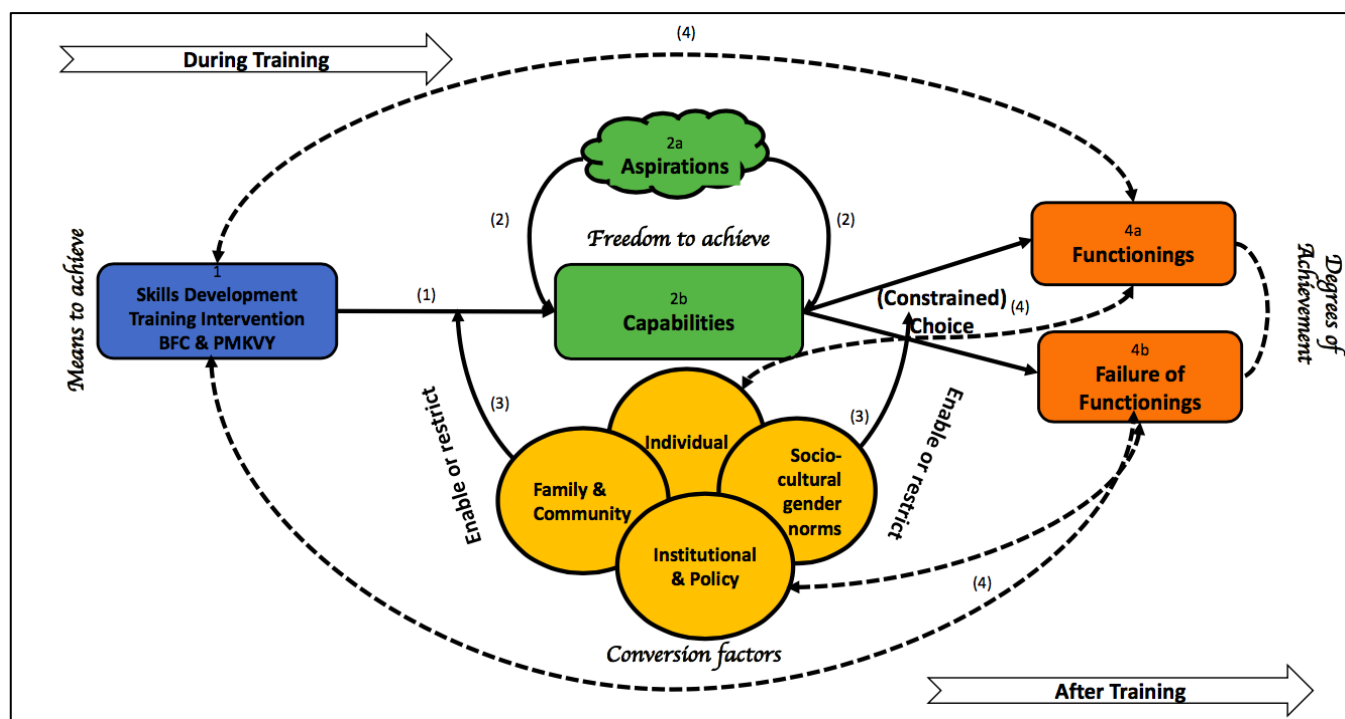 (4)
During Training
2a
Aspirations
(2)
(2)
Freedom to achieve
Means to achieve
1
Skills Development
Training Intervention
BFC & PMKVY
(1)
2b
Capabilities
4a
Functionings
(Constrained)
Choice
(4)
Degrees of
Achievement
4b
Failure of
Functionings
(3)
Enable or restrict
(3)
Enable or restrict
Individual
Family &
Community
Socio-
cultural
gender
norms
Institutional
& Policy
(4)
Conversion factors
After Training